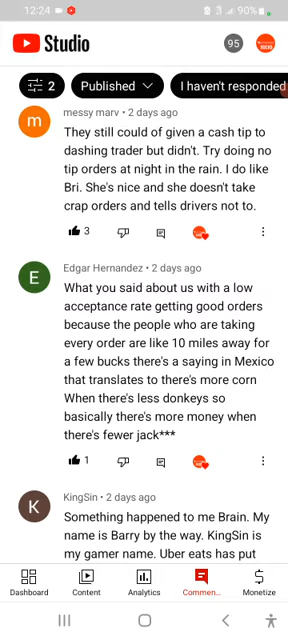 12:24
90%
Studio
95
2
Published
I haven't responded
messy marv • 2 days ago
They still could of given a cash tip to
dashing trader but didn't. Try doing no
tip orders at night in the rain. I do like
Bri. She's nice and she doesn't take
crap orders and tells drivers not to.
3
Edgar Hernandez • 2 days ago
What you said about us with a low
acceptance rate getting good orders
because the people who are taking
every order are like 10 miles away for
a few bucks there's a saying in Mexico
that translates to there's more corn
When there's less donkeys so
basically there's more money when
there's fewer jack***
1
KingSin • 2 days ago
Something happened to me Brain. My
name is Barry by the way. KingSin is
my gamer name. Uber eats has put
Dashboard
Content
Analytics
Commen...
Monetize